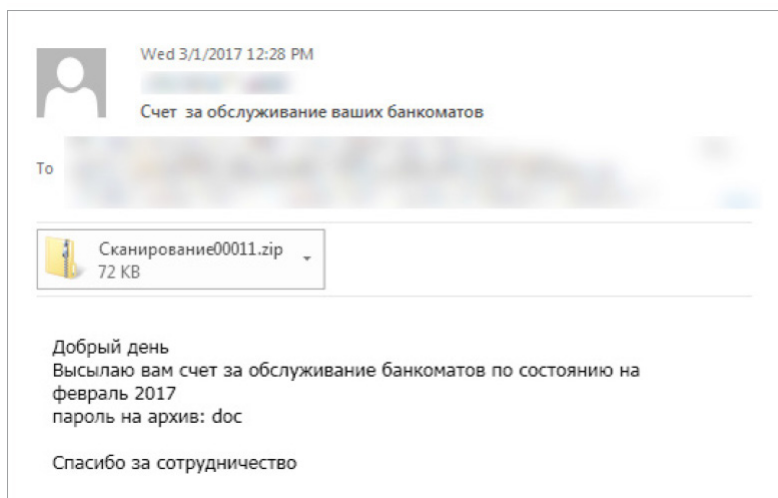 Wed 3/1/2017 12:28 PM
Счет за обслуживание ваших банкоматов
To
Сканирование00011.zip
72 KB
Добрый день
Высылаю вам счет за обслуживание банкоматов по состоянию на
февраль 2017
пароль на архив: doc
Спасибо за сотрудничество